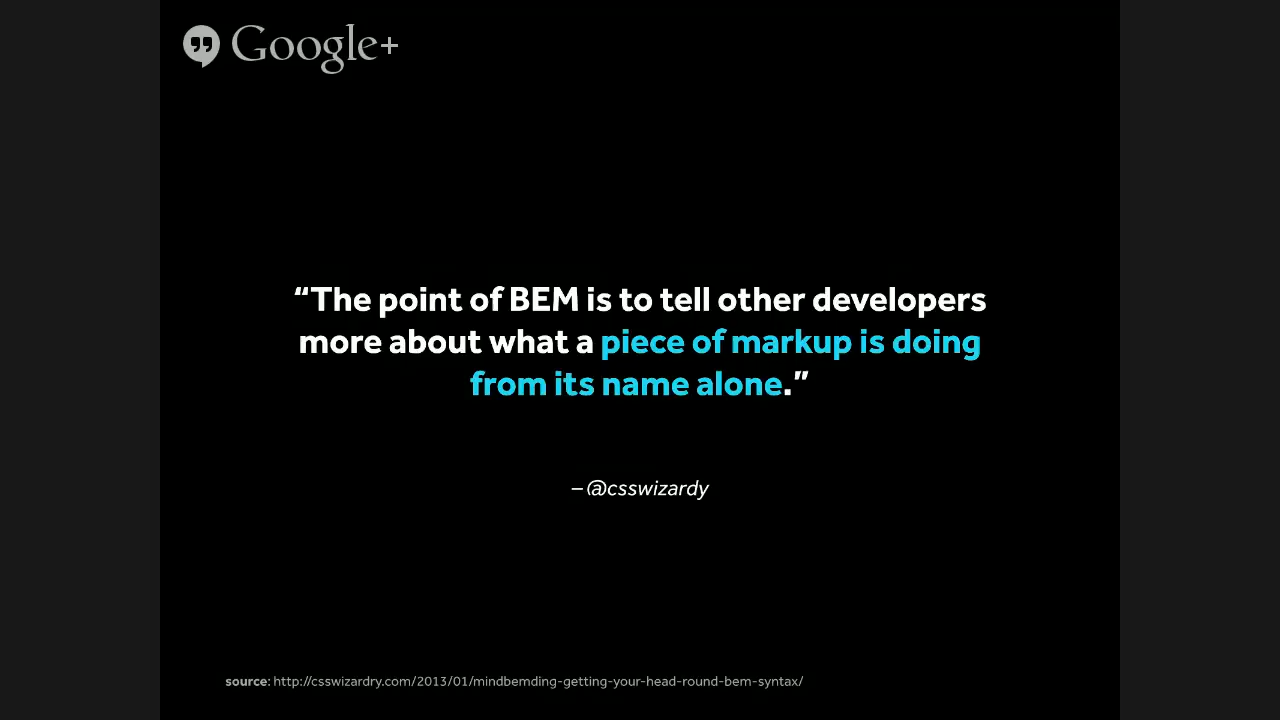 Google+
“The point of BEM is to tell other developers
more about what a piece of markup is doing
from its name alone.”
– @csswizardy
source: http://csswizardry.com/2013/01/mindbemding-getting-your-head-round-bem-syntax/